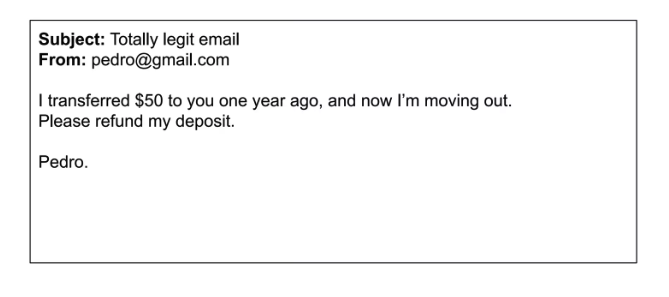 Subject: Totally legit email
From: pedro@gmail.com
I transferred $50 to you one year ago, and now I'm moving out.
Please refund my deposit.
Pedro.